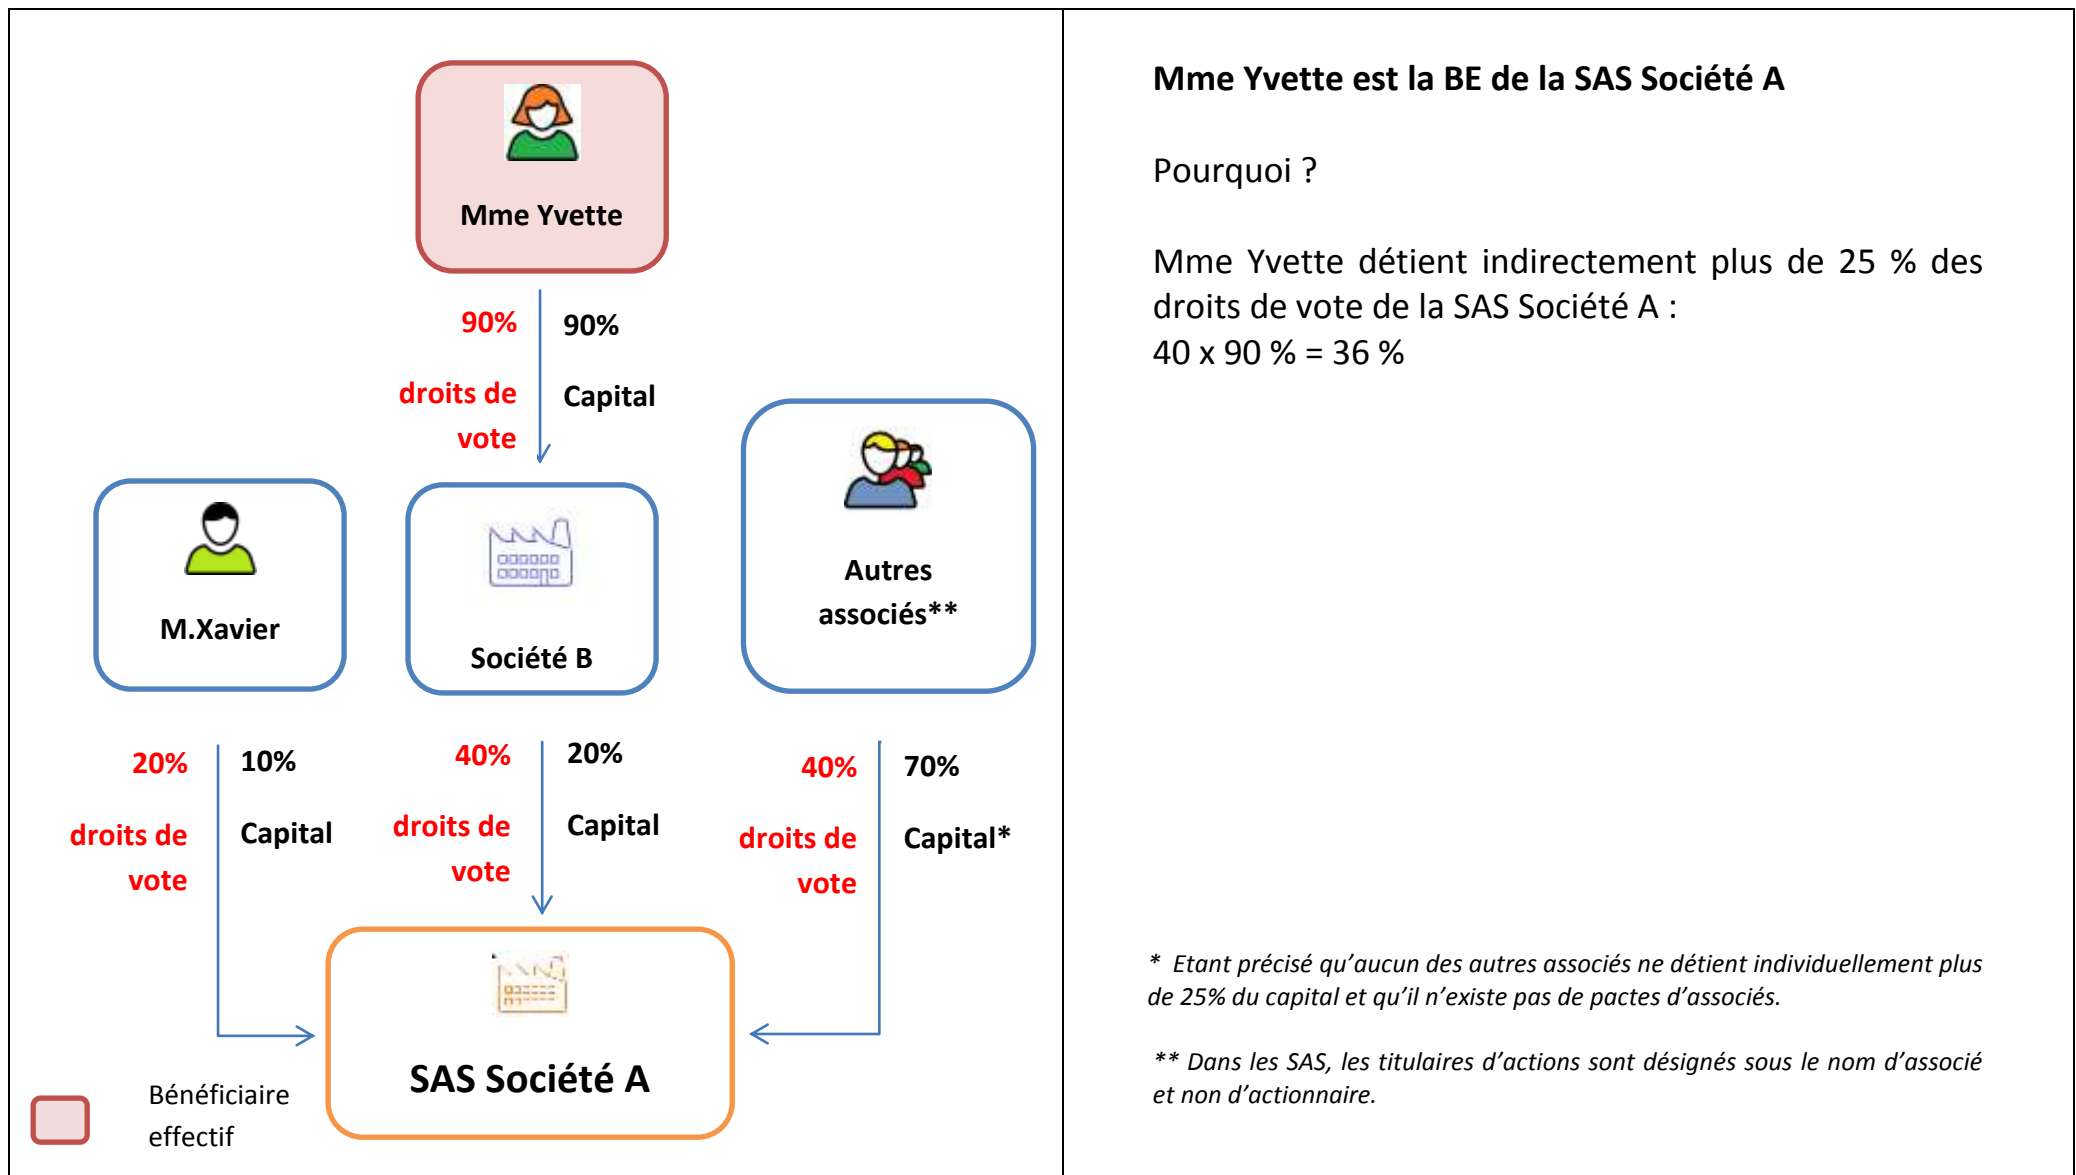 Mme Yvette
90%
droits de
vote
90%
Capital
M.Xavier
Société B
Autres
associés**
20%
droits de
vote
10%
Capital
40%
droits de
vote
20%
Capital
40%
droits de
vote
70%
Capital*
SAS Société A
Bénéficiaire
effectif
Mme Yvette est la BE de la SAS Société A
Pourquoi ?
Mme Yvette détient indirectement plus de 25 % des
droits de vote de la SAS Société A :
40 x 90 % = 36 %
* Etant précisé qu’aucun des autres associés ne détient individuellement plus
de 25% du capital et qu’il n’existe pas de pactes d’associés.
** Dans les SAS, les titulaires d’actions sont désignés sous le nom d’associé
et non d’actionnaire.